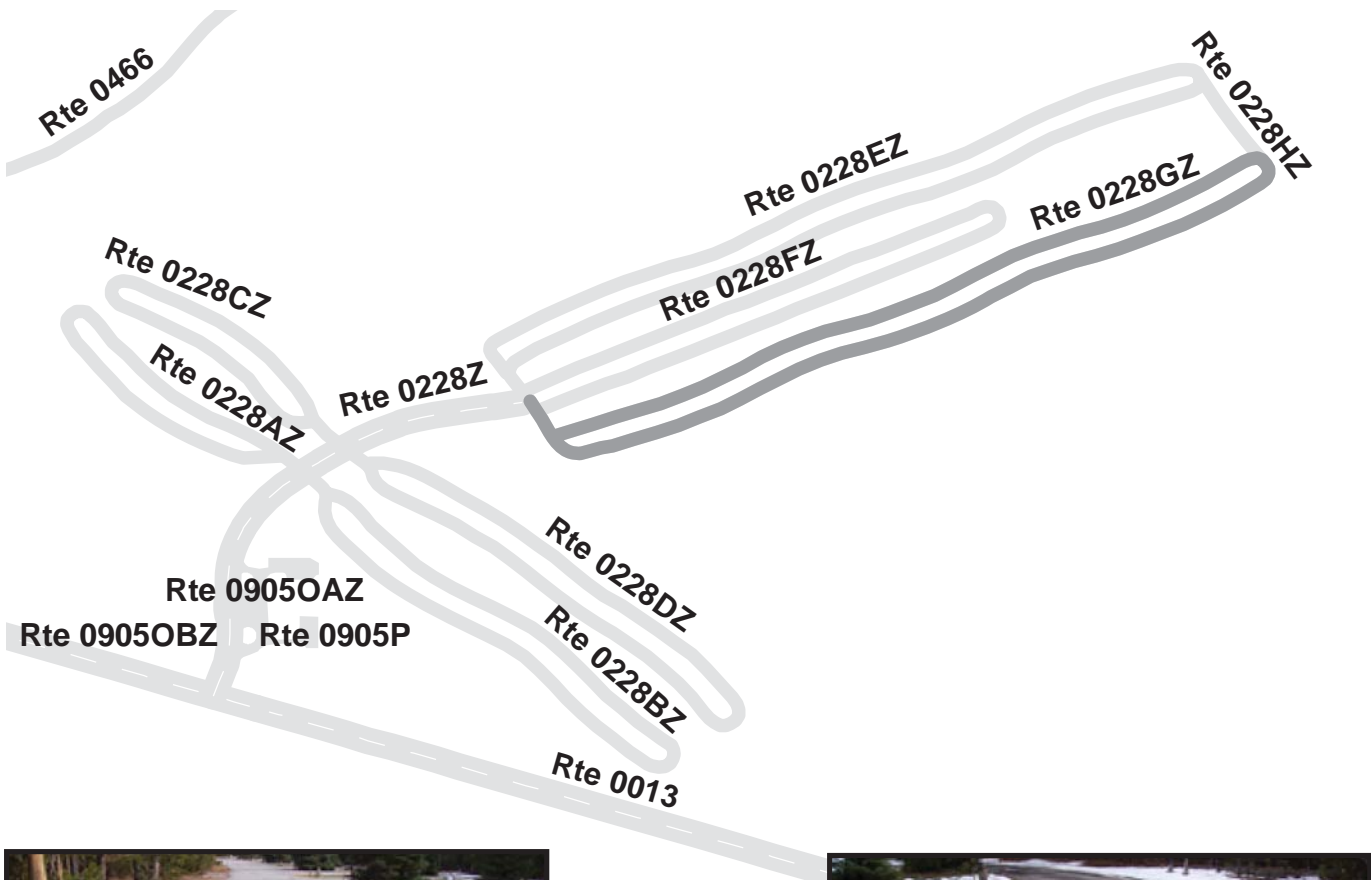 Rte 0466
Rte 0228HZ
Rte 0228EZ
Rte 0228GZ
Rte 0228CZ
Rte 0228FZ
Rte 0228AZ
Rte 0228Z
Rte 0228DZ
Rte 0905OAZ
Rte 0905OBZ Rte 0905P
Rte 0228BZ
Rte 0013